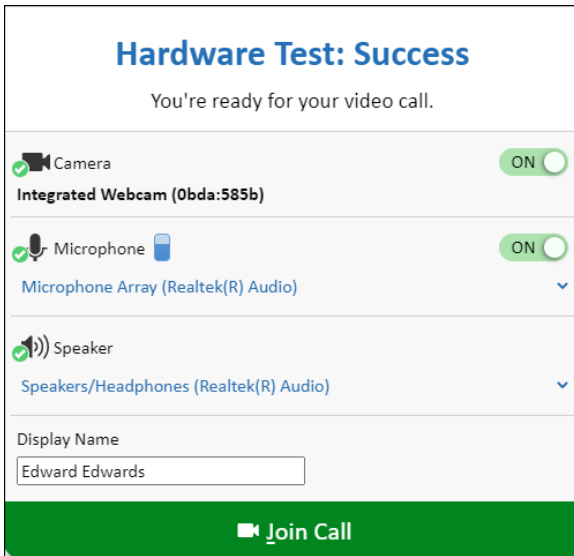 Hardware Test: Success
You're ready for your video call.
Camera
ON
Integrated Webcam (0bda:585b)
Microphone
ON
Microphone Array (Realtek(R) Audio)
Speaker
Speakers/Headphones (Realtek(R) Audio)
Display Name
Edward Edwards
Join Call